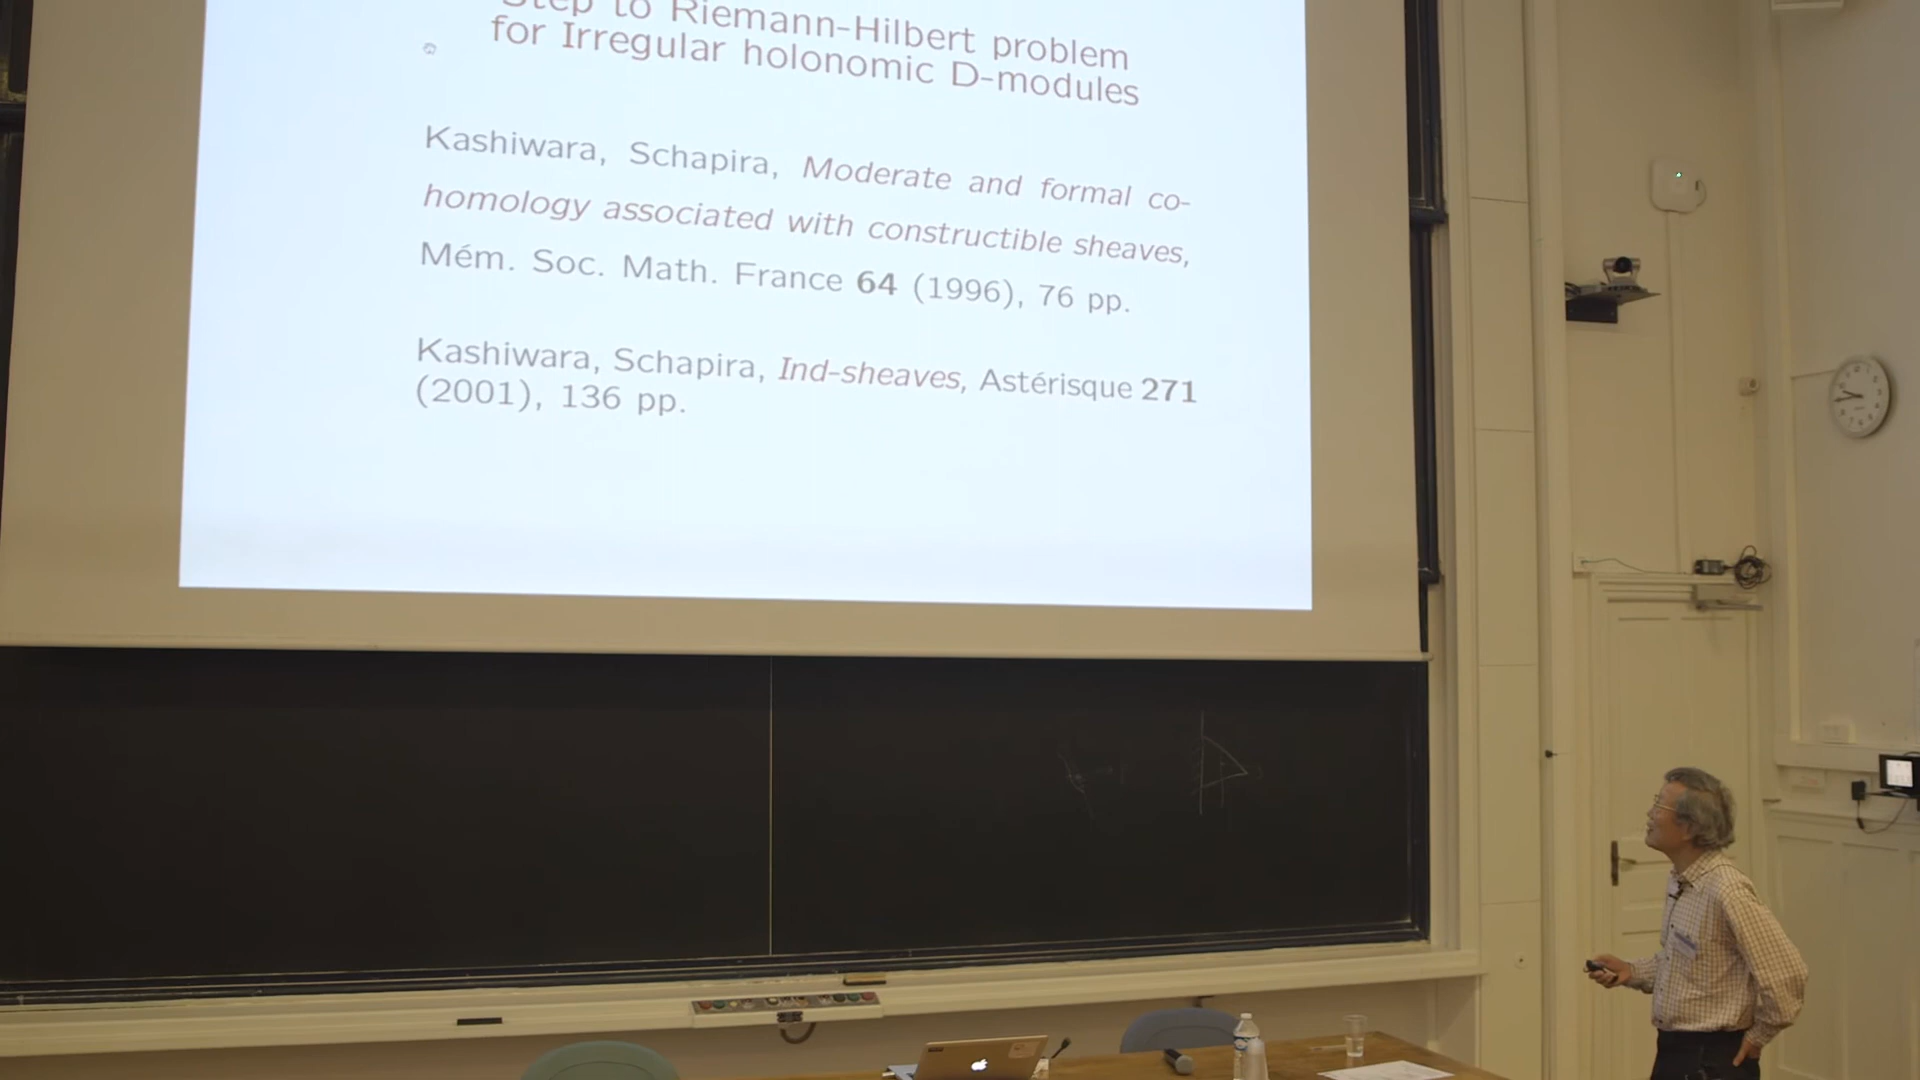 Step to Riemann-Hilbert problem
for Irregular holonomic D-modules
Kashiwara, Schapira, Moderate and formal co-
homology associated with constructible sheaves,
Mém. Soc. Math. France 64 (1996), 76 pp.
Kashiwara, Schapira, Ind-sheaves, Astérisque 271
(2001), 136 pp.